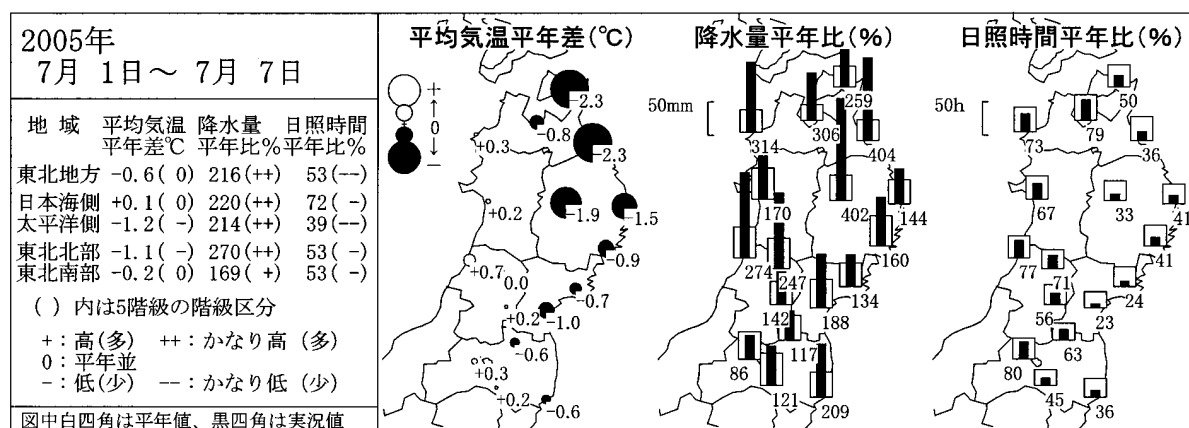 2005年
7月 1日～ 7月 7日
地 域 平均気温 降水量 日照時間
平年差℃ 平年比% 平年比%
東北地方 -0.6( 0) 216(++) 53(--)
日本海側 +0.1( 0) 220(++) 72( -)
太平洋側 -1.2( -) 214(++) 39(--)
東北北部 -1.1( -) 270(++) 53( -)
東北南部 -0.2( 0) 169( +) 53( -)
( ) 内は5階級の階級区分
+：高(多) ++：かなり高 (多)
0：平年並
-：低(少) --：かなり低 (少)
図中白四角は平年値、黒四角は実況値
平均気温平年差(℃)
+
0
-
-2.3
-0.8
+0.3
-2.3
-1.9
-1.5
+0.2
-0.9
+0.7
0.0
-0.7
+0.2
-1.0
-0.6
+0.3
+0.2
-0.6
降水量平年比(%)
50mm
259
306
314
404
170
402
144
160
274
247
134
142
188
117
86
121
209
日照時間平年比(%)
50h
50
79
73
36
67
33
41
41
77
71
24
56
23
63
80
45
36